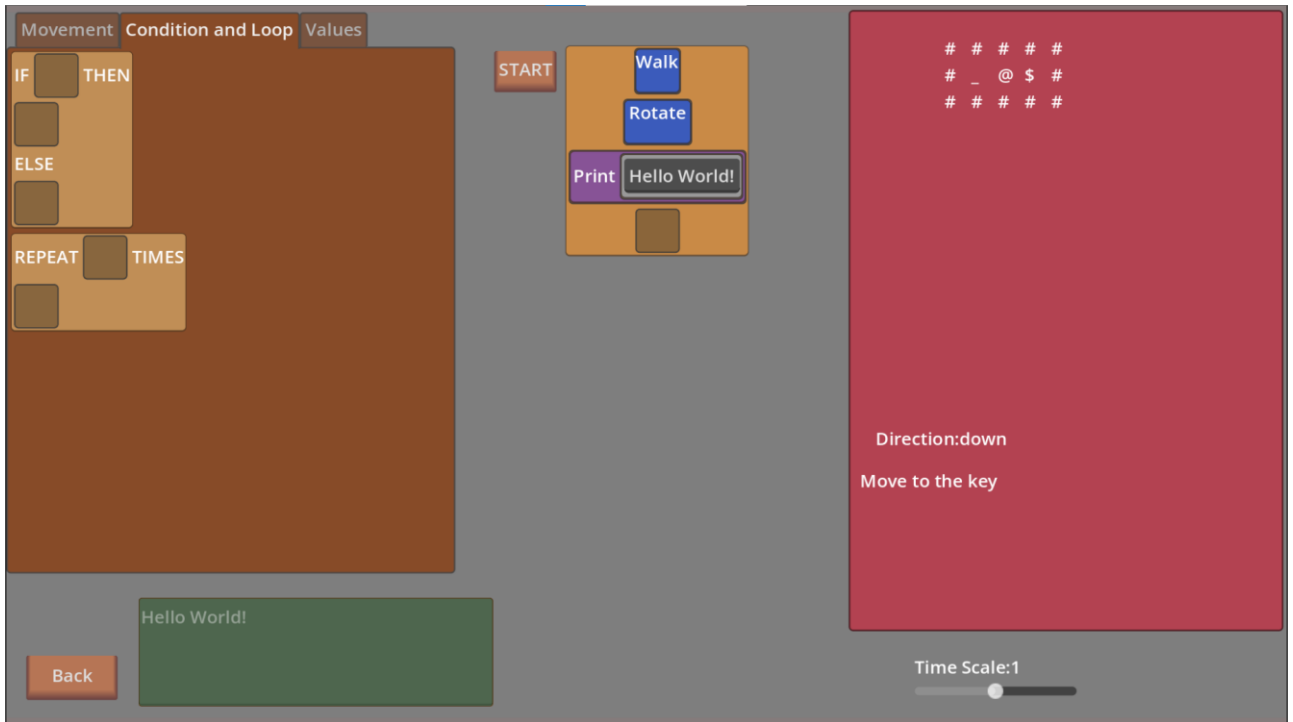 Movement Condition and Loop Values
IF THEN
ELSE
REPEAT TIMES
START
Walk
Rotate
Print Hello World!
# # # # #
# _ @ $ #
# # # # #
Direction:down
Move to the key
Hello World!
Back
Time Scale:1